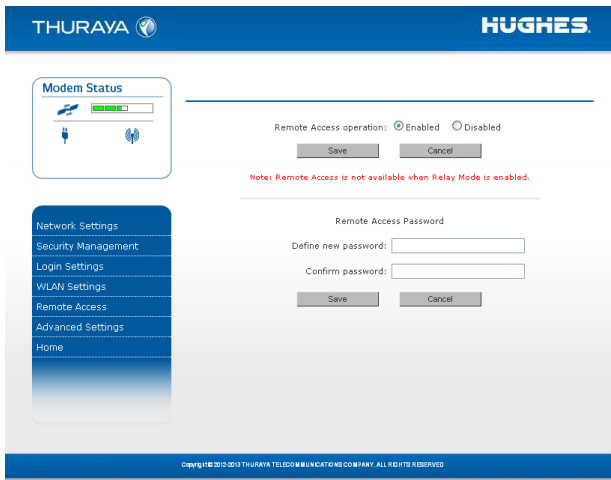 THURAYA
HUGHES.
Modem Status
Remote Access operation: Enabled Disabled
Save Cancel
Note: Remote Access is not available when Relay Mode is enabled.
Remote Access Password
Define new password:
Confirm password:
Save Cancel
Network Settings
Security Management
Login Settings
WLAN Settings
Remote Access
Advanced Settings
Home
Copyright© 2012-2013 THURAYA TELECOMMUNICATIONS COMPANY. ALL RIGHTS RESERVED